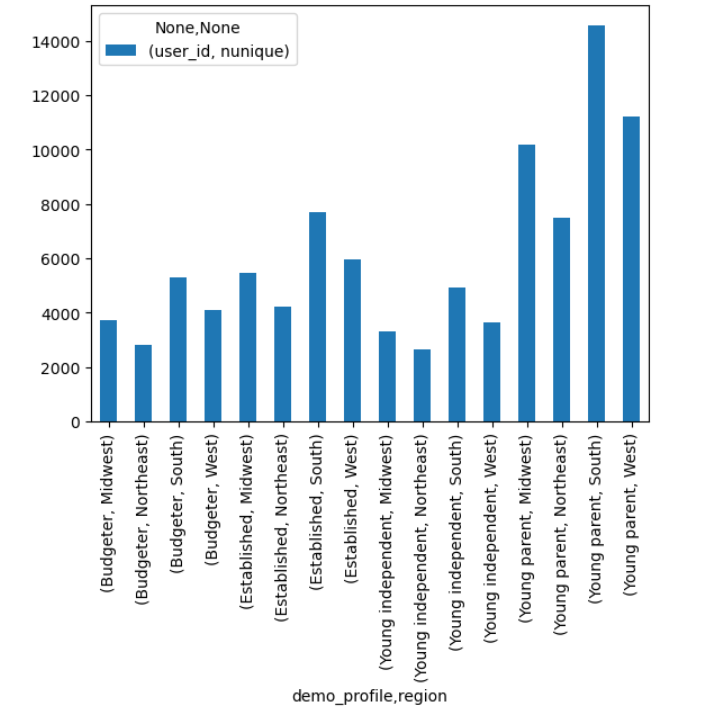 None,None
(user_id, nunique)
14000
12000
10000
8000
6000
4000
2000
0
(Budgeter, Midwest)
(Budgeter, Northeast)
(Budgeter, South)
(Budgeter, West)
(Established, Midwest)
(Established, Northeast)
(Established, South)
(Established, West)
(Young independent, Midwest)
(Young independent, Northeast)
(Young independent, South)
(Young independent, West)
(Young parent, Midwest)
(Young parent, Northeast)
(Young parent, South)
(Young parent, West)
demo_profile,region